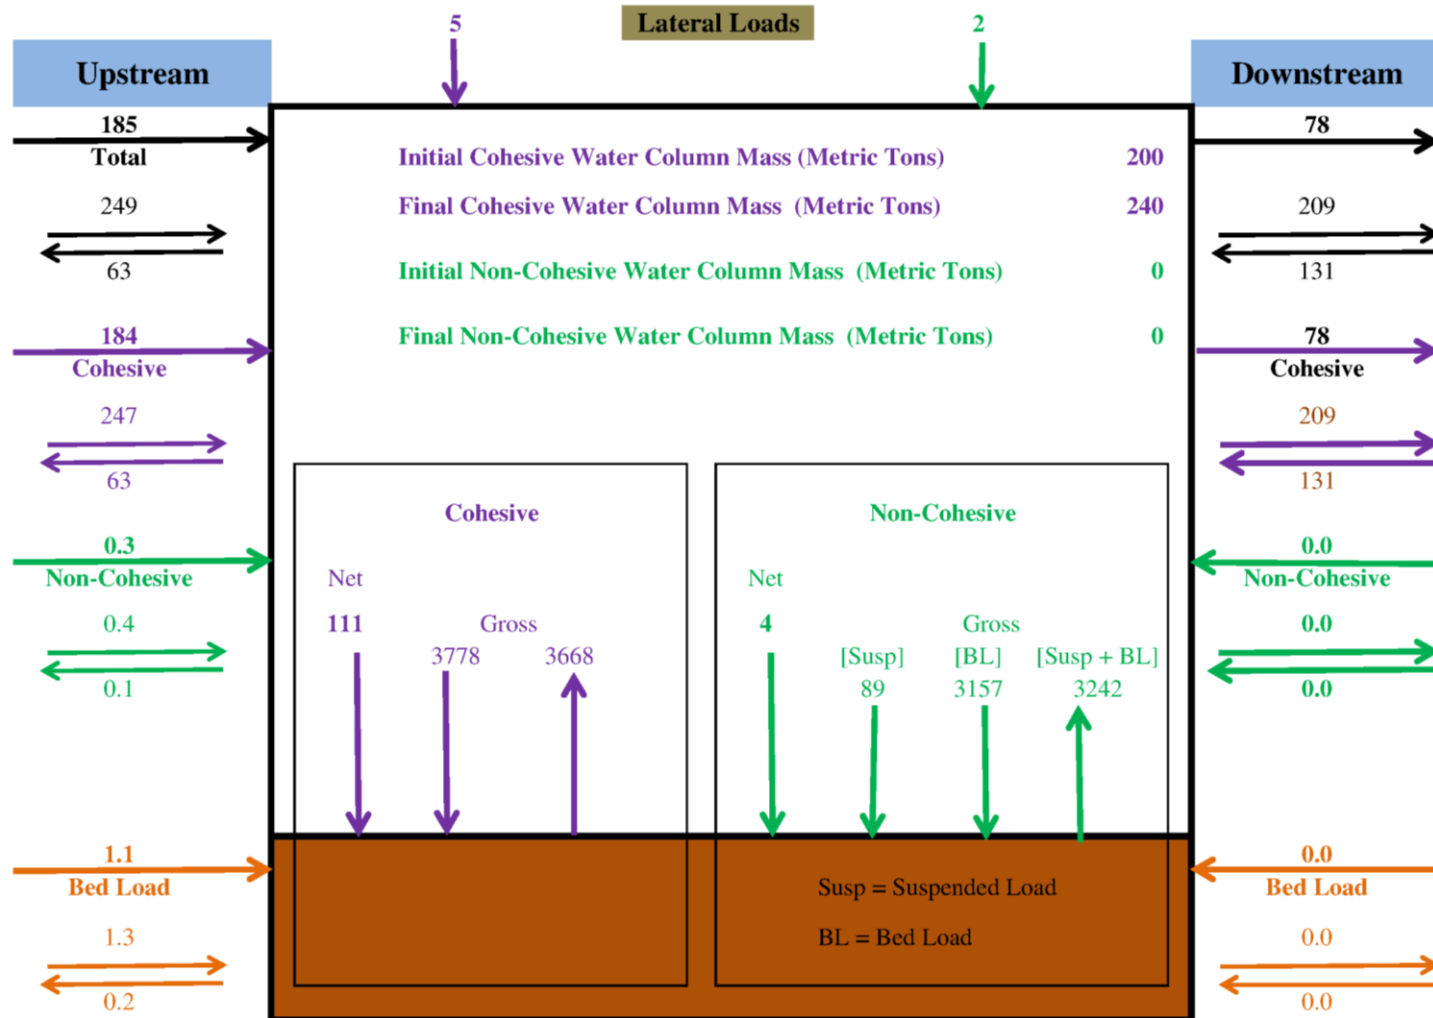 5
Lateral Loads
2
Upstream
Downstream
185
Total
249
63
184
Cohesive
247
63
0.3
Non-Cohesive
0.4
0.1
1.1
Bed Load
1.3
0.2
Initial Cohesive Water Column Mass (Metric Tons) 200
Final Cohesive Water Column Mass (Metric Tons) 240
Initial Non-Cohesive Water Column Mass (Metric Tons) 0
Final Non-Cohesive Water Column Mass (Metric Tons) 0
Cohesive
Net
111
Gross
3778 3668
Non-Cohesive
Net
4
Gross
[Susp] [BL] [Susp + BL]
89 3157 3242
Susp = Suspended Load
BL = Bed Load
78
209
131
78
Cohesive
209
131
0.0
Non-Cohesive
0.0
0.0
0.0
Bed Load
0.0
0.0